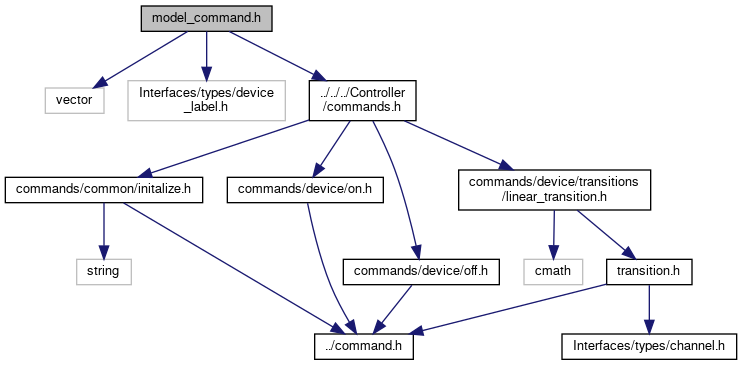 model_command.h
vector
Interfaces/types/device
_label.h
../../../Controller
/commands.h
commands/common/initalize.h
commands/device/on.h
commands/device/transitions
/linear_transition.h
string
commands/device/off.h
cmath
transition.h
../command.h
Interfaces/types/channel.h